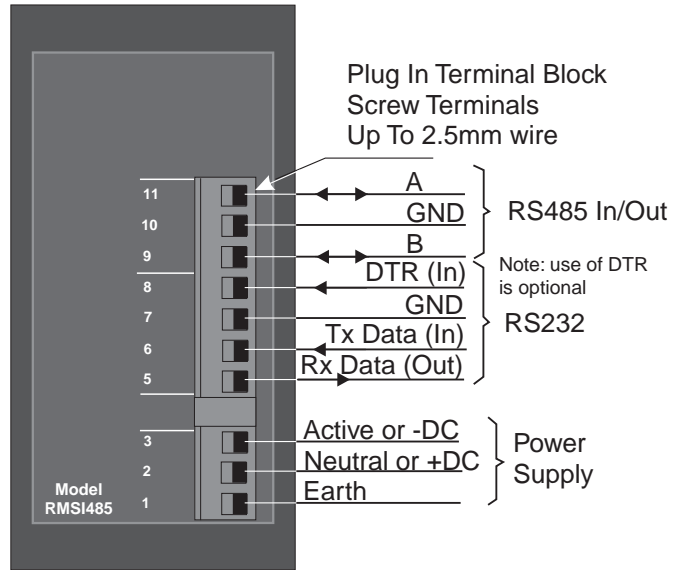 Plug In Terminal Block
Screw Terminals
Up To 2.5mm wire
11
A
10
GND
RS485 In/Out
9
B
8
DTR (In)
Note: use of DTR
is optional
7
GND
RS232
6
Tx Data (In)
5
Rx Data (Out)
3
Active or -DC
2
Neutral or +DC
Power
Supply
1
Earth
Model
RMSI485